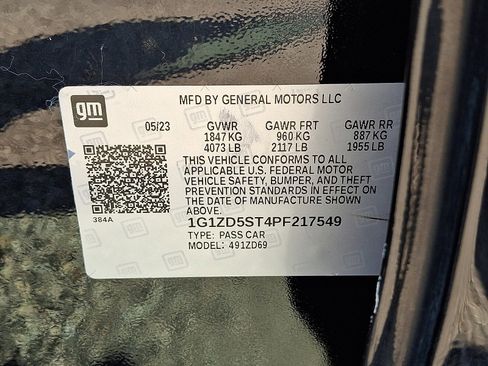 gm
MFD BY GENERAL MOTORS LLC
05/23 GVWR GAWR FRT GAWR RR
1847 KG 960 KG 887 KG
4073 LB 2117 LB 1955 LB
THIS VEHICLE CONFORMS TO ALL
APPLICABLE U.S. FEDERAL MOTOR
VEHICLE SAFETY, BUMPER, AND THEFT
PREVENTION STANDARDS IN EFFECT ON
THE DATE OF MANUFACTURE SHOWN
ABOVE.
384A
1G1ZD5ST4PF217549
TYPE: PASS CAR
MODEL: 491ZD69